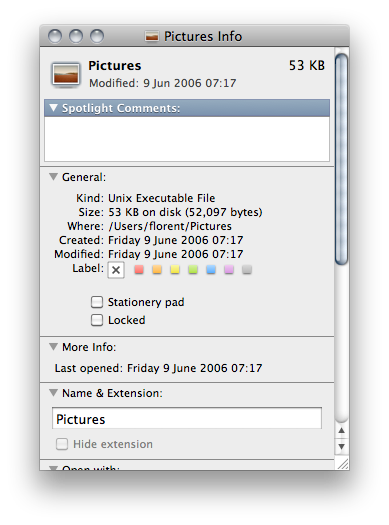 Pictures Info
Pictures 53 KB
Modified: 9 Jun 2006 07:17
Spotlight Comments:
General:
Kind: Unix Executable File
Size: 53 KB on disk (52,097 bytes)
Where: /Users/florent/Pictures
Created: Friday 9 June 2006 07:17
Modified: Friday 9 June 2006 07:17
Label:
Stationery pad
Locked
More Info:
Last opened: Friday 9 June 2006 07:17
Name & Extension:
Pictures
Hide extension
Open with: